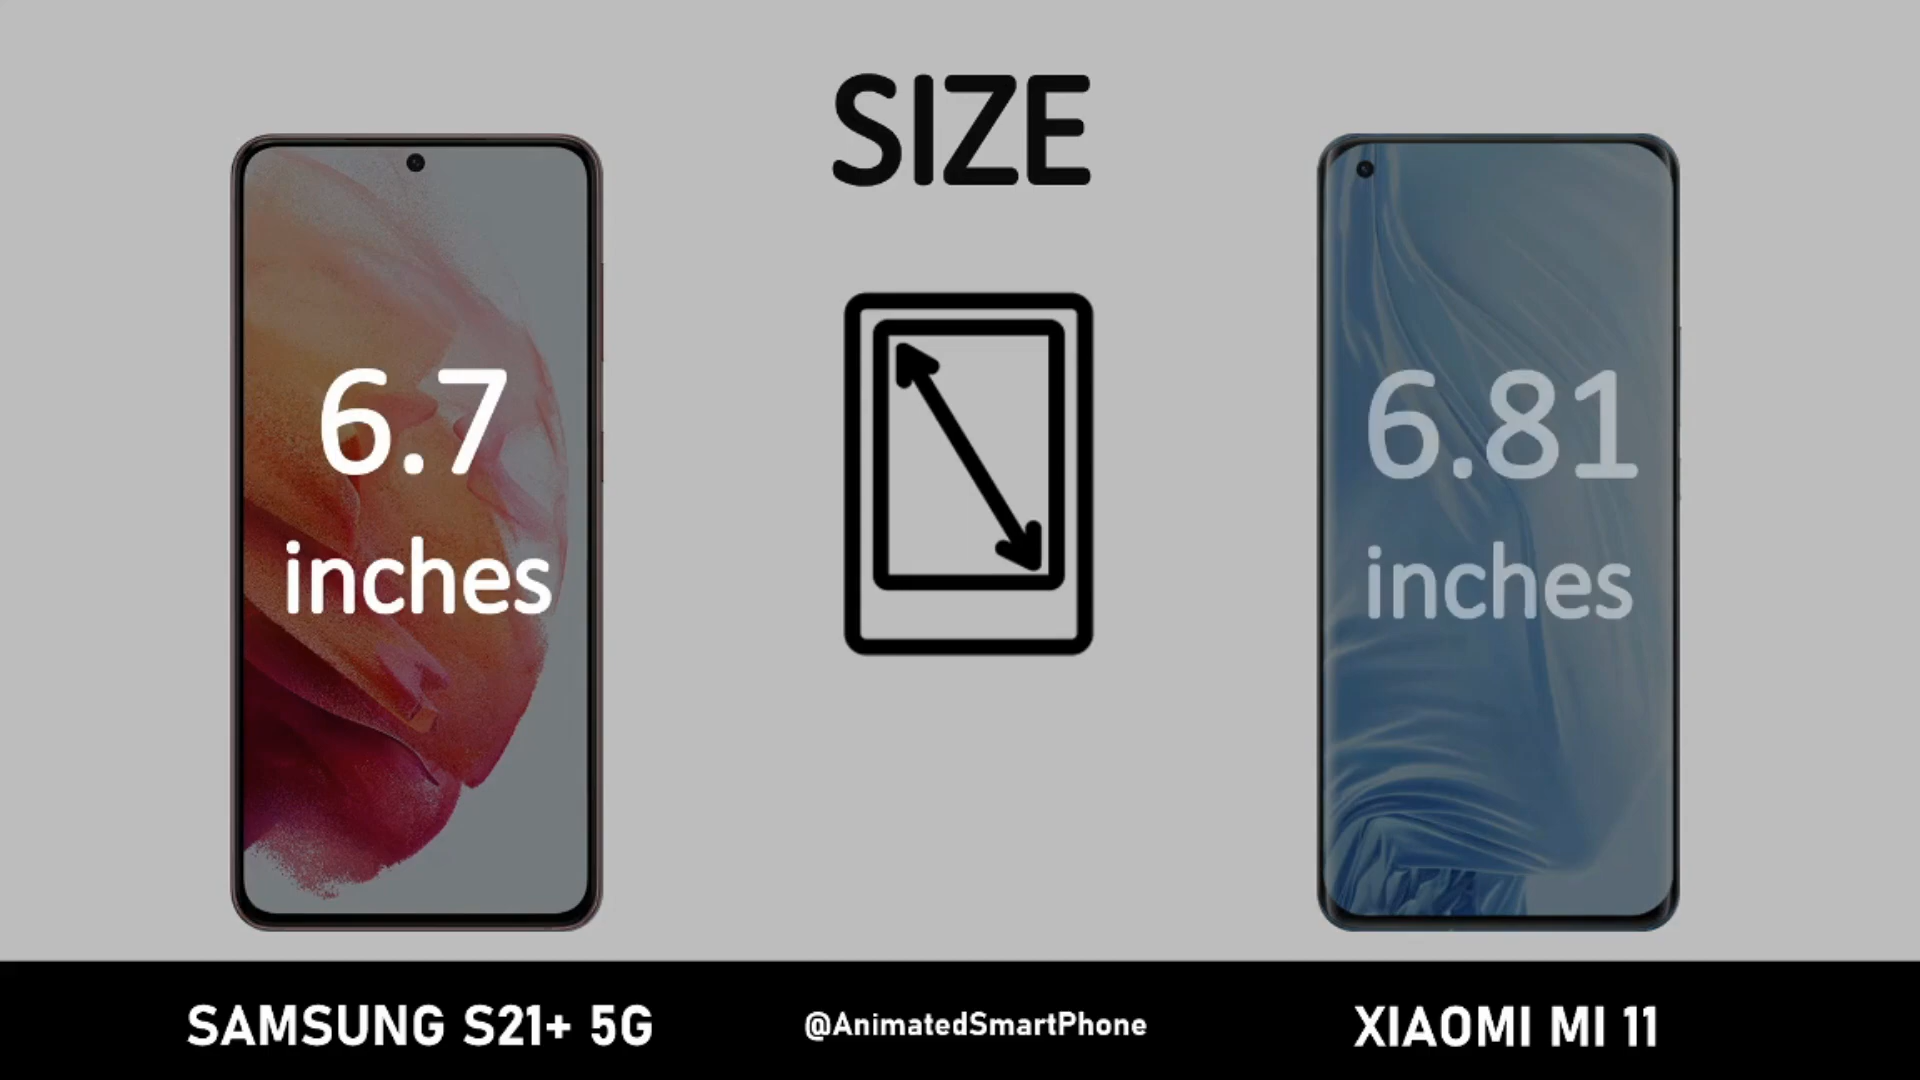 SIZE
6.7
inches
6.81
inches
SAMSUNG S21+ 5G
@AnimatedSmartPhone
XIAOMI MI 11